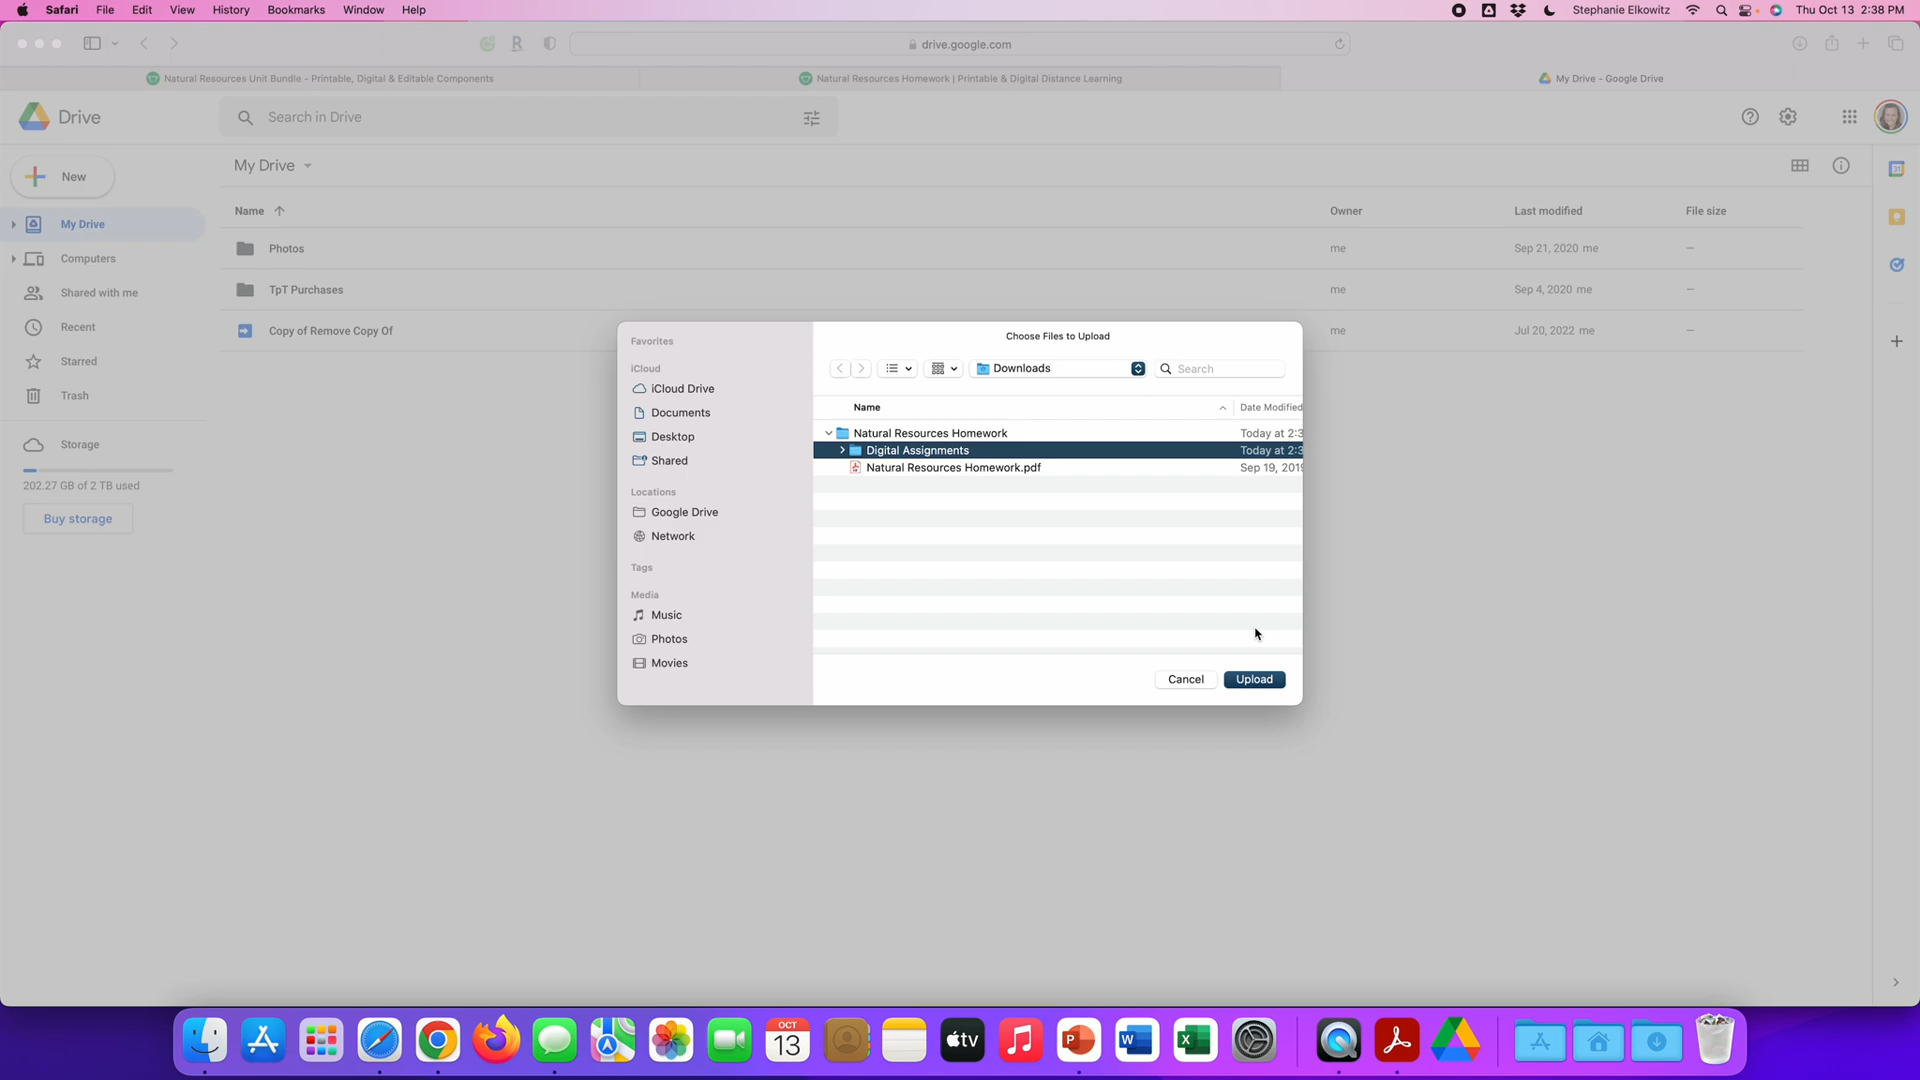 Safari File Edit View History Bookmarks Window Help Stephanie Elkowitz Thu Oct 13 2:38 PM
drive.google.com
Natural Resources Unit Bundle - Printable, Digital & Editable Components Natural Resources Homework | Printable & Digital Distance Learning My Drive - Google Drive
Drive Search in Drive
New My Drive
Name Owner Last modified File size
My Drive
Photos me Sep 21, 2020 me –
Computers
TpT Purchases me Sep 4, 2020 me –
Shared with me
Recent
Copy of Remove Copy Of me Jul 20, 2022 me –
Starred
Trash
Storage
202.27 GB of 2 TB used
Buy storage
Favorites
iCloud
iCloud Drive
Documents
Desktop
Shared
Locations
Google Drive
Network
Tags
Media
Music
Photos
Movies
Choose Files to Upload
Downloads Search
Name Date Modified
Natural Resources Homework Today at 2:3
Digital Assignments Today at 2:3
Natural Resources Homework.pdf Sep 19, 201
Cancel Upload
OCT
13
tv
P
W
X